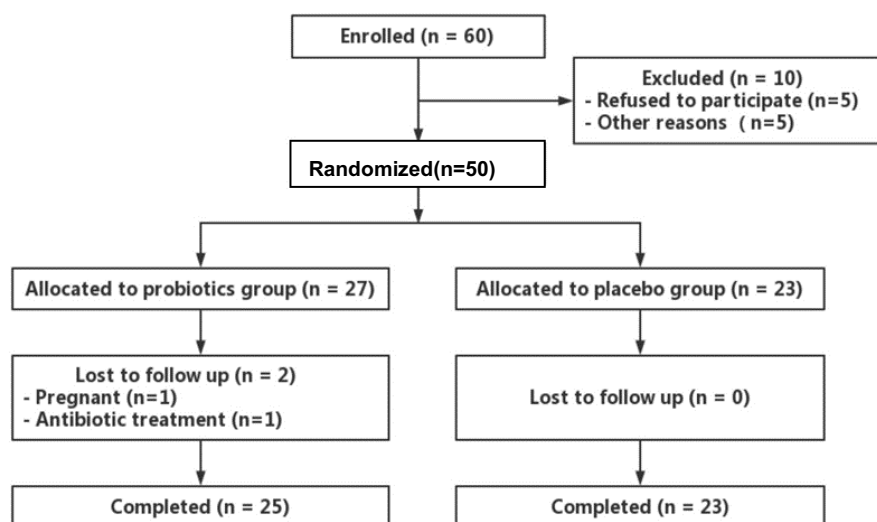 Enrolled (n = 60)
Excluded (n = 10)
- Refused to participate (n=5)
- Other reasons ( n=5)
Randomized(n=50)
Allocated to probiotics group (n = 27)
Allocated to placebo group (n = 23)
Lost to follow up (n = 2)
- Pregnant (n=1)
- Antibiotic treatment (n=1)
Lost to follow up (n = 0)
Completed (n = 25)
Completed (n = 23)